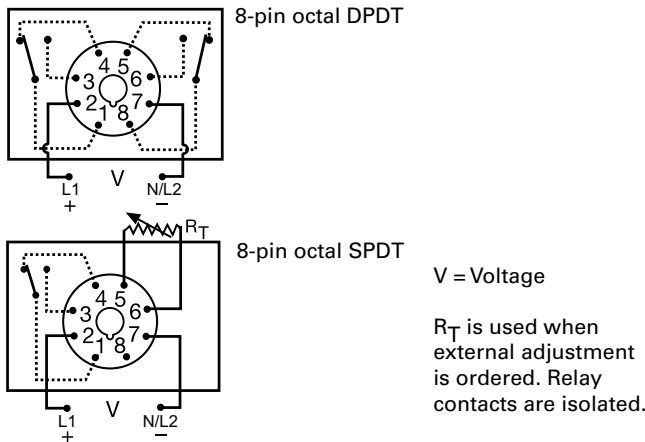 8-pin octal DPDT
4 5
3 6
2 7
1 8
L1 V N/L2
+ −
RT
8-pin octal SPDT
4 5
3 6
2 7
1 8
L1 V N/L2
+ −
V = Voltage
RT is used when
external adjustment
is ordered. Relay
contacts are isolated.